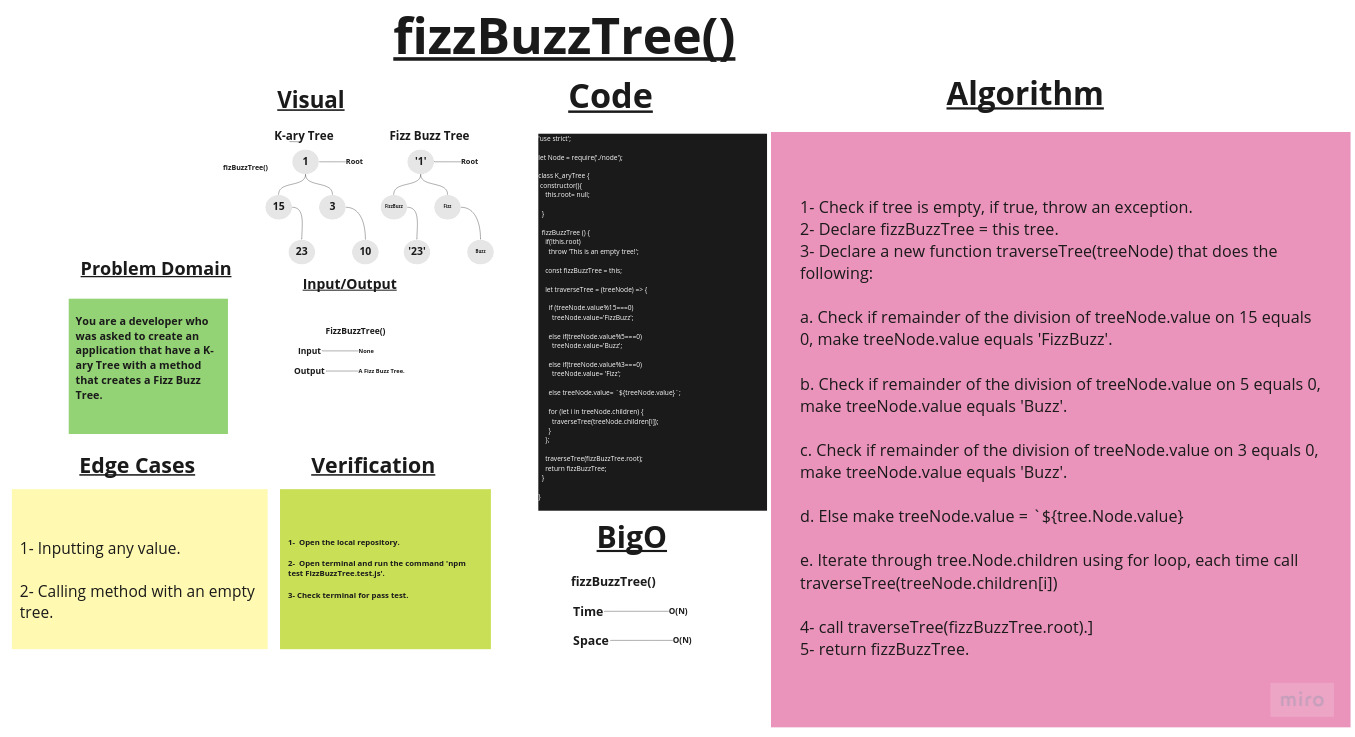 fizzBuzzTree()
Visual
K-ary Tree
Fizz Buzz Tree
fizBuzzTree()
1
Root
'1'
Root
15
3
FizzBuzz
Fizz
23
10
'23'
Buzz
Input/Output
FizzBuzzTree()
Input
None
Output
A Fizz Buzz Tree.
Problem Domain
You are a developer who
was asked to create an
application that have a K-
ary Tree with a method
that creates a Fizz Buzz
Tree.
Edge Cases
1- Inputting any value.
2- Calling method with an empty
tree.
Verification
1- Open the local repository.
2- Open terminal and run the command 'npm
test FizzBuzzTree.test.js'.
3- Check terminal for pass test.
Code
'use strict';
let Node = require('./node');
class K_aryTree {
constructor(){
this.root= null;
}
fizzBuzzTree () {
if(!this.root)
throw 'This is an empty tree!';
const fizzBuzzTree = this;
let traverseTree = (treeNode) => {
if (treeNode.value%15===0)
treeNode.value='FizzBuzz';
else if(treeNode.value%5===0)
treeNode.value='Buzz';
else if(treeNode.value%3===0)
treeNode.value= 'Fizz';
else treeNode.value= `${treeNode.value}`;
for (let i in treeNode.children) {
traverseTree(treeNode.children[i]);
}
};
traverseTree(fizzBuzzTree.root);
return fizzBuzzTree;
}
}
BigO
fizzBuzzTree()
Time
O(N)
Space
O(N)
Algorithm
1- Check if tree is empty, if true, throw an exception.
2- Declare fizzBuzzTree = this tree.
3- Declare a new function traverseTree(treeNode) that does the
following:
a. Check if remainder of the division of treeNode.value on 15 equals
0, make treeNode.value equals 'FizzBuzz'.
b. Check if remainder of the division of treeNode.value on 5 equals 0,
make treeNode.value equals 'Buzz'.
c. Check if remainder of the division of treeNode.value on 3 equals 0,
make treeNode.value equals 'Buzz'.
d. Else make treeNode.value = `${tree.Node.value}
e. Iterate through tree.Node.children using for loop, each time call
traverseTree(treeNode.children[i])
4- call traverseTree(fizzBuzzTree.root).]
5- return fizzBuzzTree.
miro